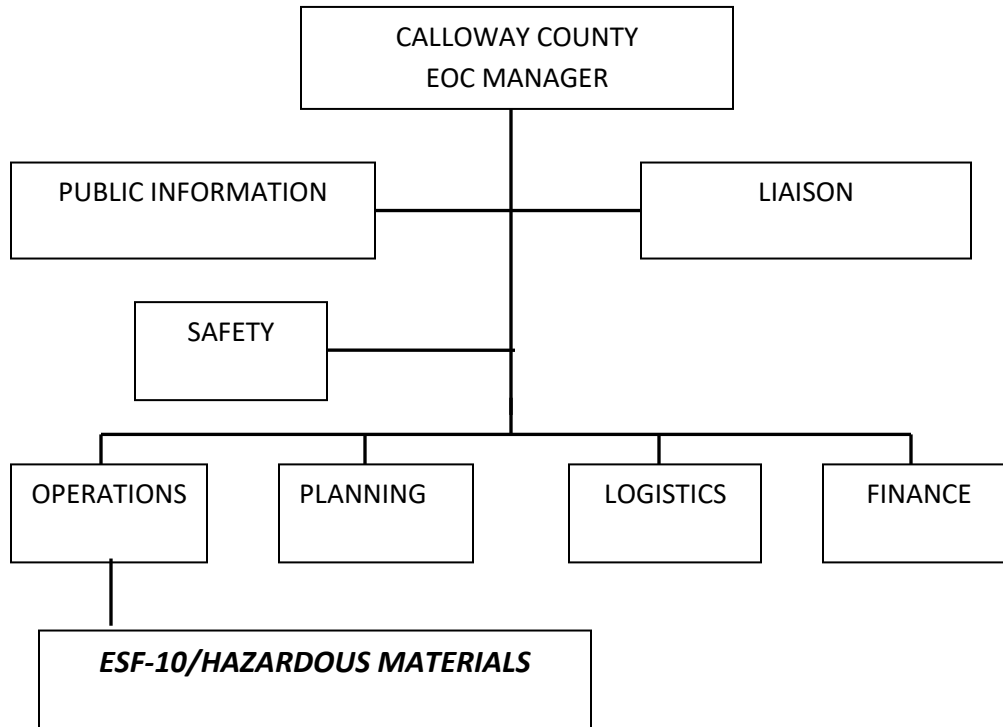 CALLOWAY COUNTY
EOC MANAGER
PUBLIC INFORMATION
LIAISON
SAFETY
OPERATIONS
PLANNING
LOGISTICS
FINANCE
ESF-10/HAZARDOUS MATERIALS